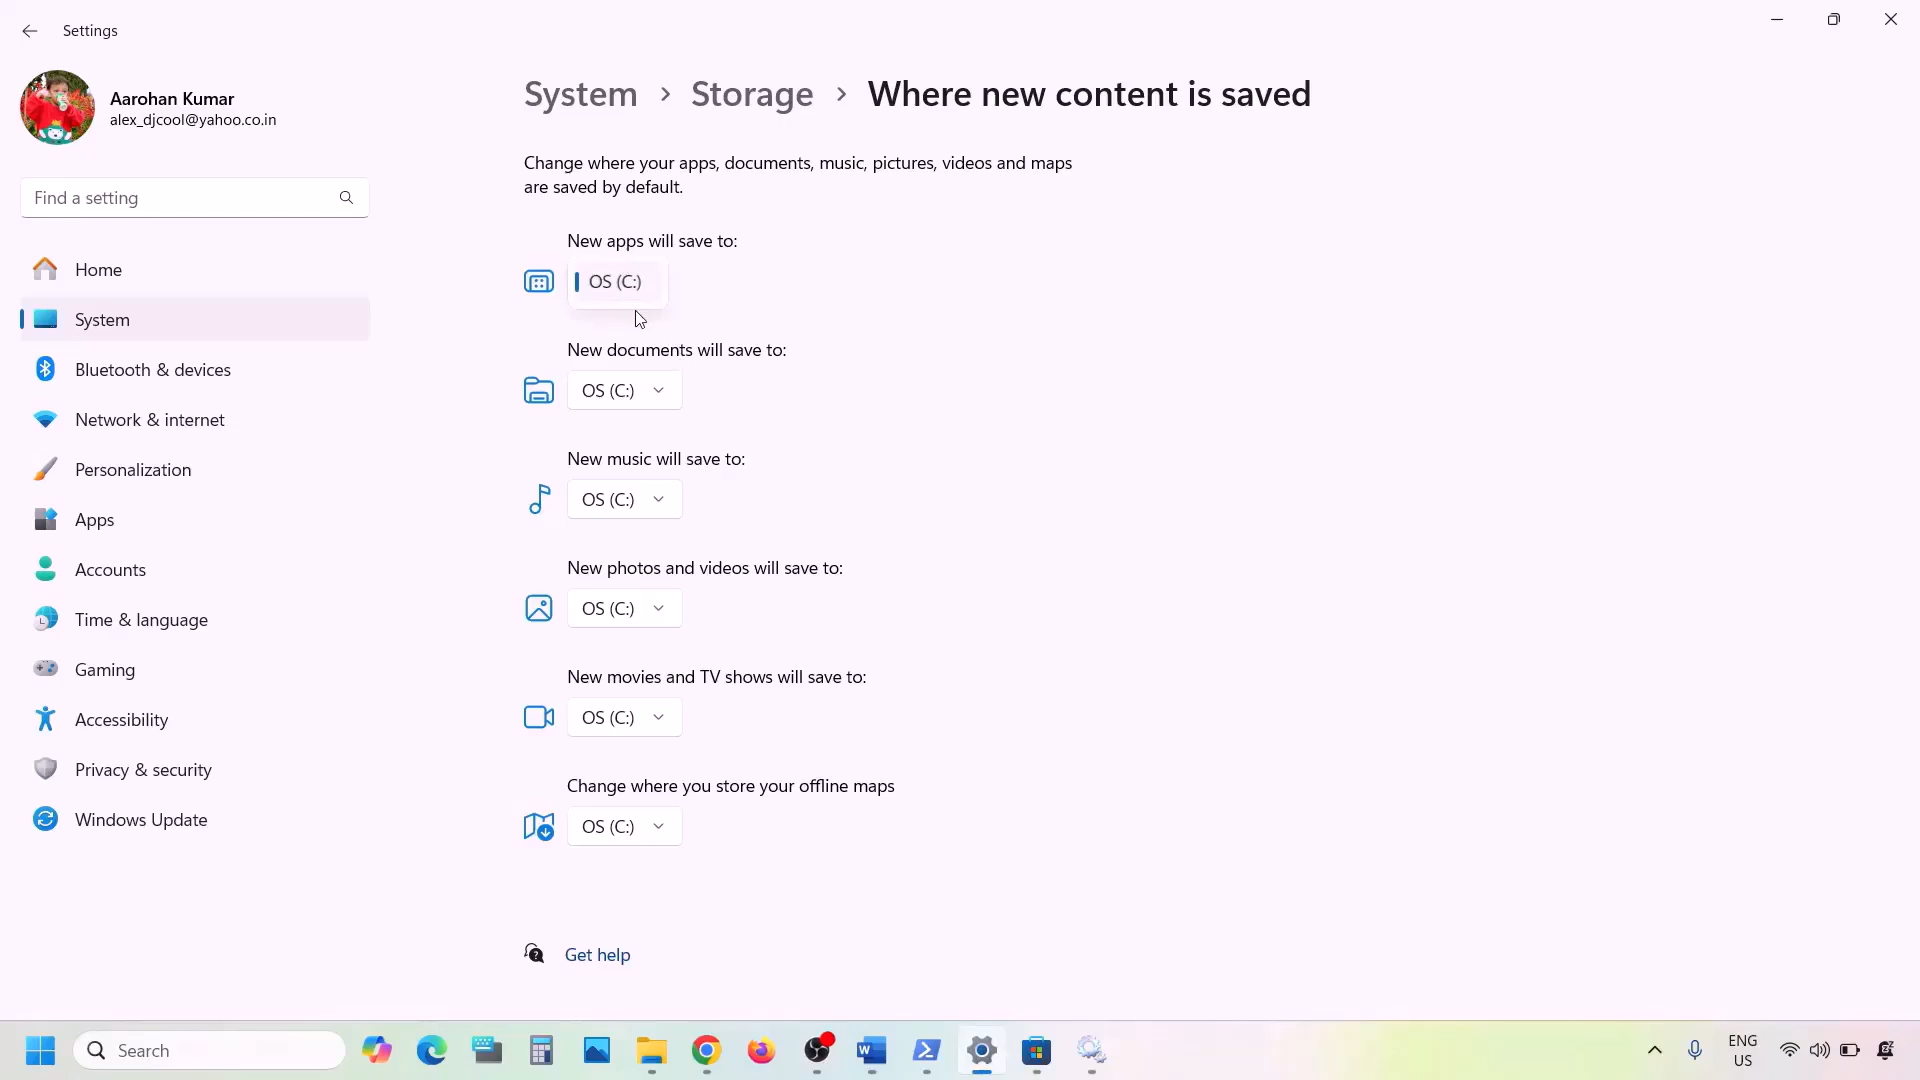 Settings
Aarohan Kumar
alex_djcool@yahoo.co.in
Find a setting
Home
System
Bluetooth & devices
Network & internet
Personalization
Apps
Accounts
Time & language
Gaming
Accessibility
Privacy & security
Windows Update
System > Storage > Where new content is saved
Change where your apps, documents, music, pictures, videos and maps
are saved by default.
New apps will save to:
OS (C:)
New documents will save to:
OS (C:)
New music will save to:
OS (C:)
New photos and videos will save to:
OS (C:)
New movies and TV shows will save to:
OS (C:)
Change where you store your offline maps
OS (C:)
Get help
Search
ENG
US